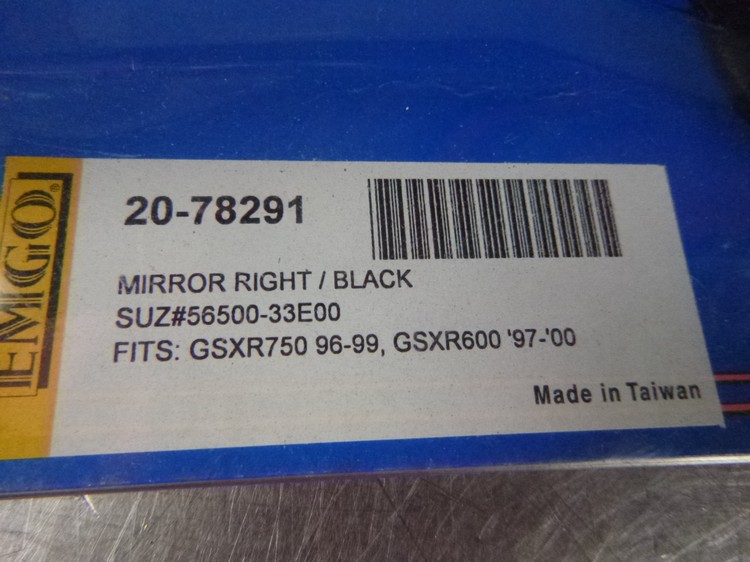 EMGO®
20-78291
MIRROR RIGHT / BLACK
SUZ#56500-33E00
FITS: GSXR750 96-99, GSXR600 '97-'00
Made in Taiwan